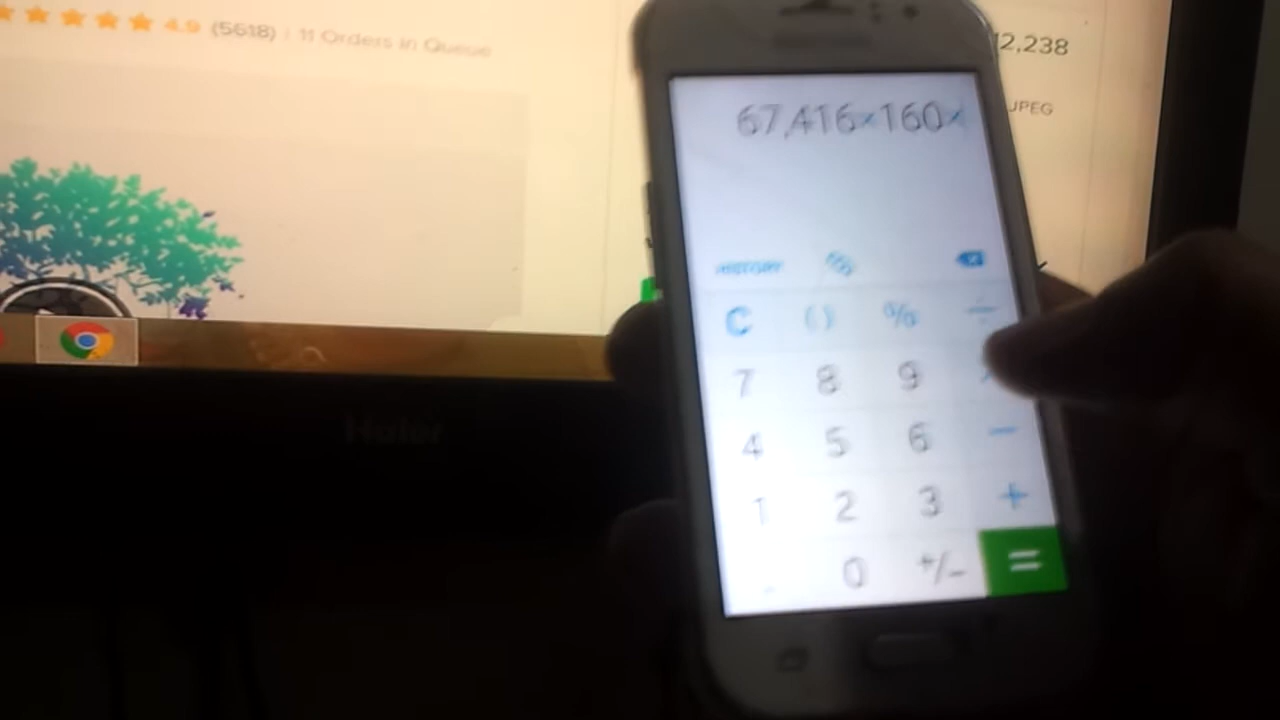 4.9 (5618) | 11 Orders in Queue
12,238
JPEG
67,416×160×
HISTORY
C () % ÷
7 8 9
4 5 6 −
1 2 3 +
. 0 +/− =
Haier